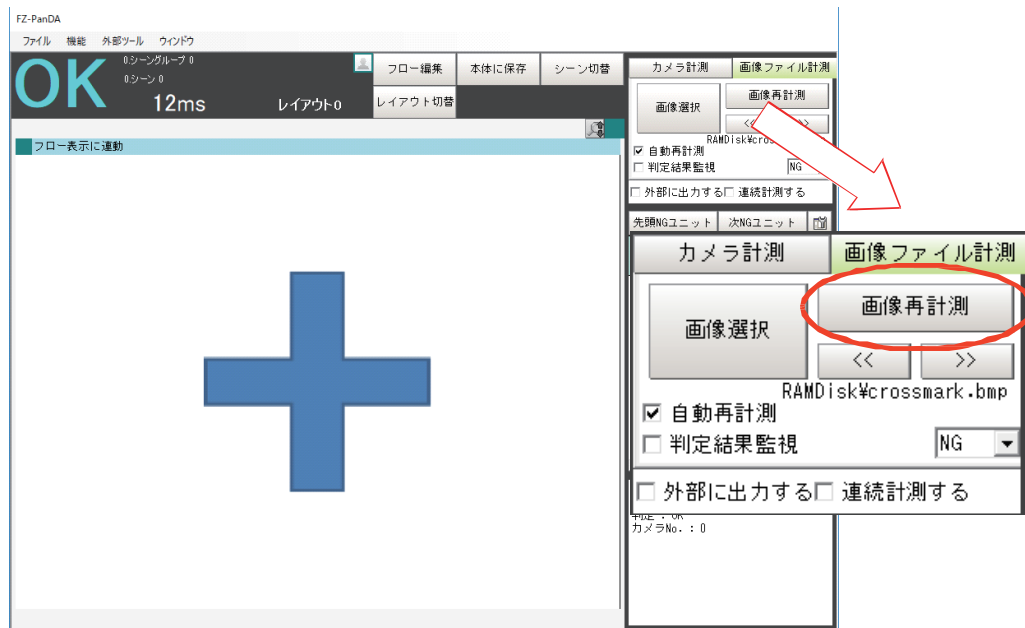 FZ-PanDA
ファイル 機能 外部ツール ウィンドウ
OK
0.シーングループ 0
0.シーン 0
12ms
レイアウト0
フロー編集
本体に保存
シーン切替
レイアウト切替
フロー表示に連動
カメラ計測
画像ファイル計測
画像選択
画像再計測
<<
>>
自動再計測
判定結果監視
NG
外部に出力する
連続計測する
先頭NGユニット
次NGユニット
カメラ計測
画像ファイル計測
画像選択
画像再計測
<<
>>
RAMDisk¥crossmark.bmp
自動再計測
判定結果監視
NG
外部に出力する
連続計測する
判定 : OK
カメラNo. : 0